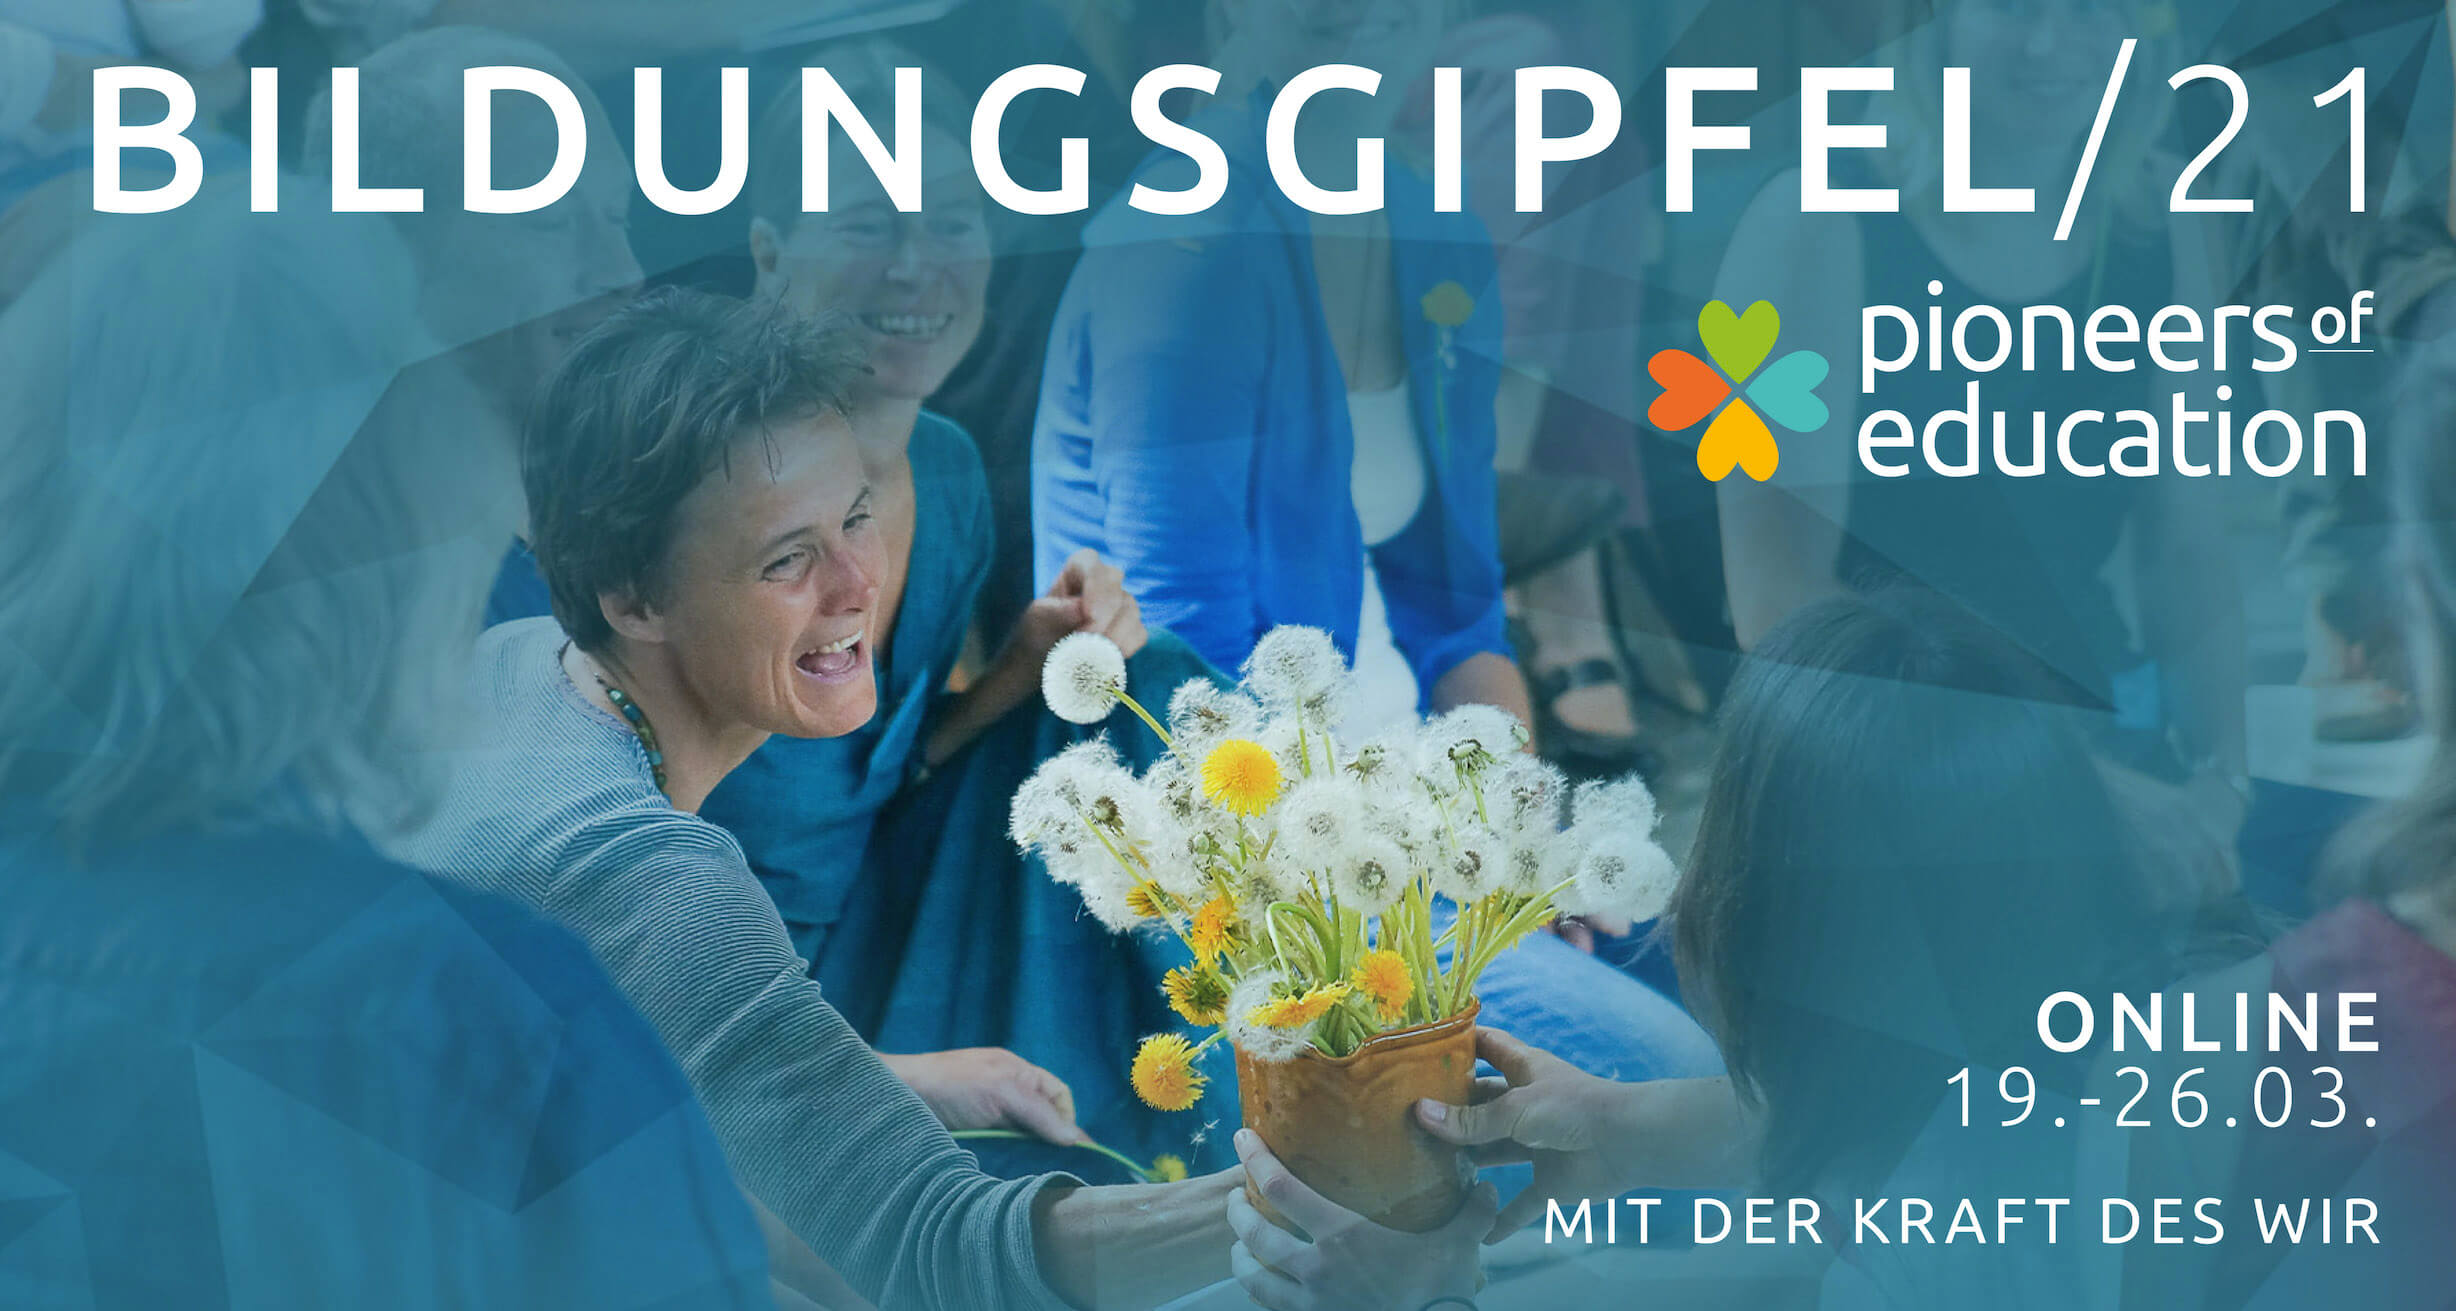 BILDUNGSGIPFEL/21
pioneers of
education
ONLINE
19.-26.03.
MIT DER KRAFT DES WIR